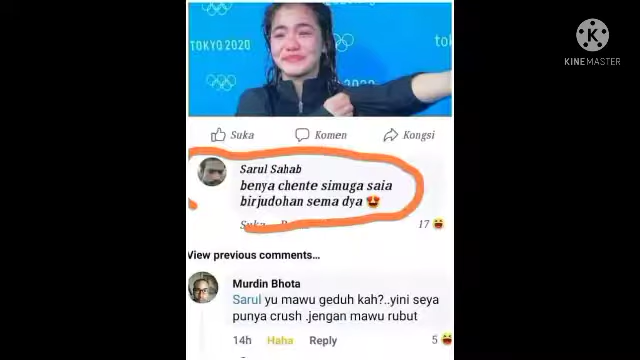 TOKYO 2020
KINEMASTER
Suka Komen Kongsi
Sarul Sahab
benya chente simuga saia
birjudohan sema dya 😍
Suka
17 😆
View previous comments...
Murdin Bhota
Sarul yu mawu geduh kah?..yini seya
punya crush .jengan mawu rubut
14h Haha Reply 5 😆